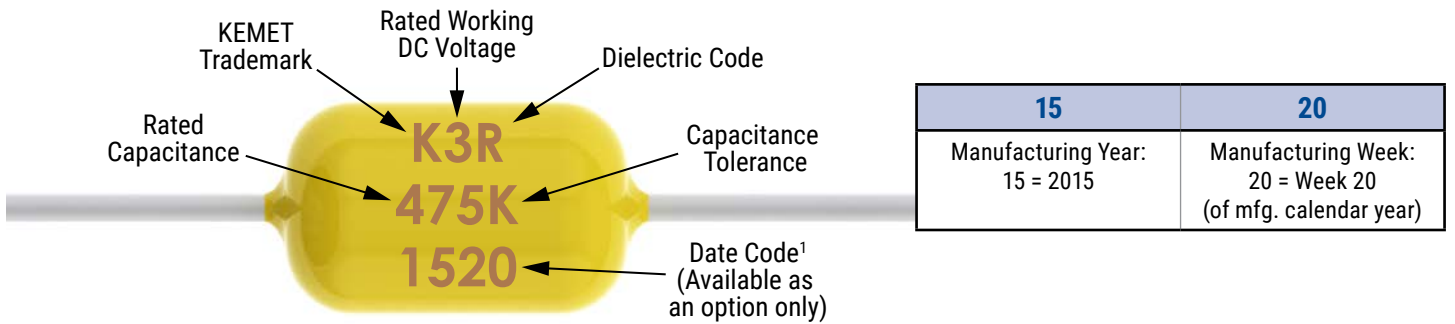 KEMET
Trademark
Rated Working
DC Voltage
Dielectric Code
Rated
Capacitance
Capacitance
Tolerance
K3R
475K
1520
Date Code¹
(Available as
an option only)
15
20
Manufacturing Year:
15 = 2015
Manufacturing Week:
20 = Week 20
(of mfg. calendar year)